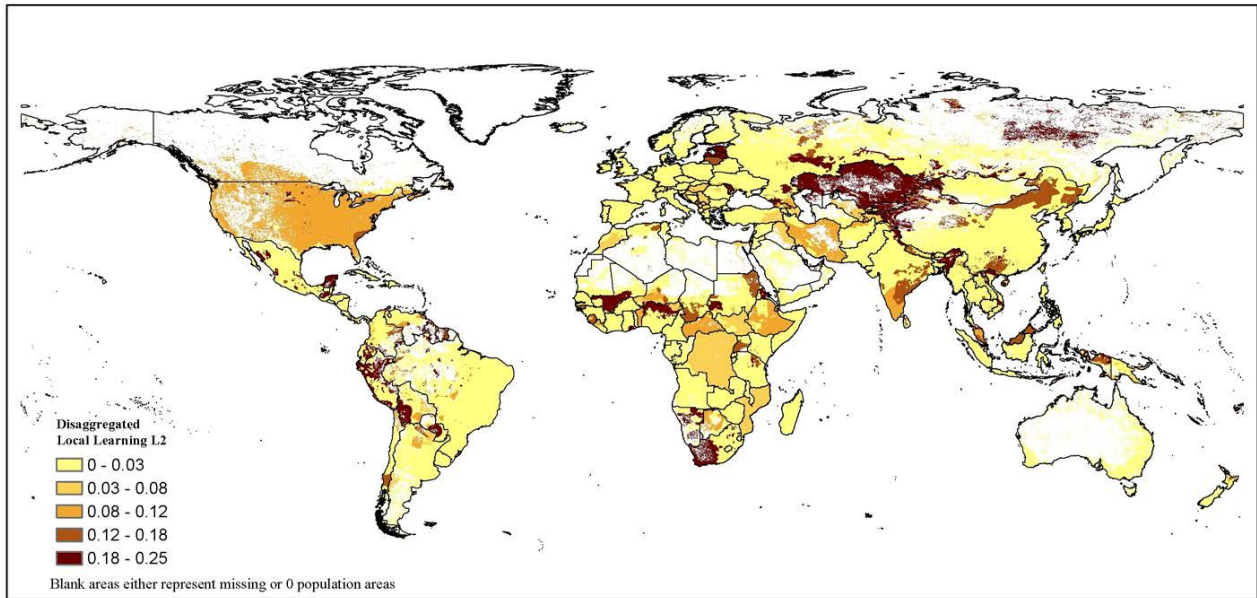 Disaggregated
Local Learning L2
0 - 0.03
0.03 - 0.08
0.08 - 0.12
0.12 - 0.18
0.18 - 0.25
Blank areas either represent missing or 0 population areas